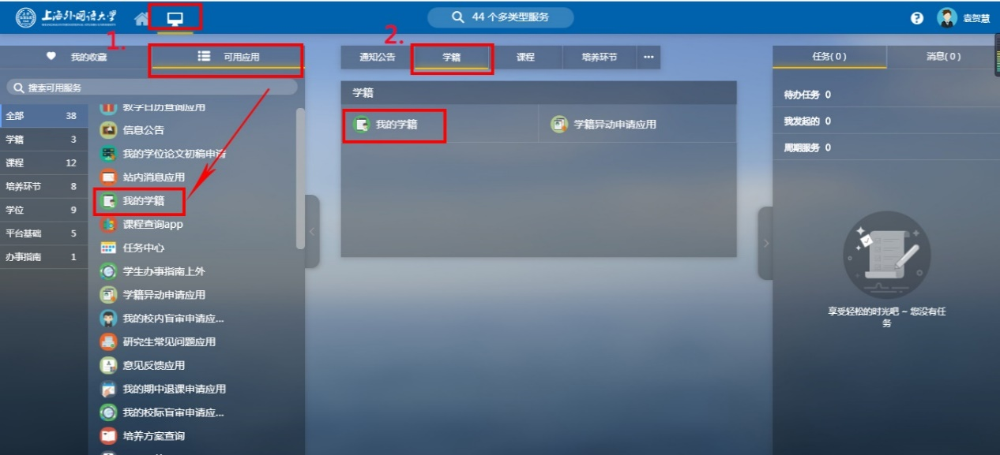 上海外国语大学
SHANGHAI INTERNATIONAL STUDIES UNIVERSITY
44 个多类型服务
?
袁贺慧
1.
2.
我的收藏
可用应用
搜索可用服务
全部 38
学籍 3
课程 12
培养环节 8
学位 9
平台基础 5
办事指南 1
教学日历查询应用
信息公告
我的学位论文初稿申请
站内消息应用
我的学籍
课程查询app
任务中心
学生办事指南上外
学籍异动申请应用
我的校内盲审申请应...
研究生常见问题应用
意见反馈应用
我的期中退课申请应用
我的校际盲审申请应...
培养方案查询
通知公告
学籍
课程
培养环节
...
学籍
我的学籍
学籍异动申请应用
任务( 0 )
消息( 0 )
待办任务 0
我发起的 0
周期服务 0
享受轻松的时光吧 ~ 您没有任
务